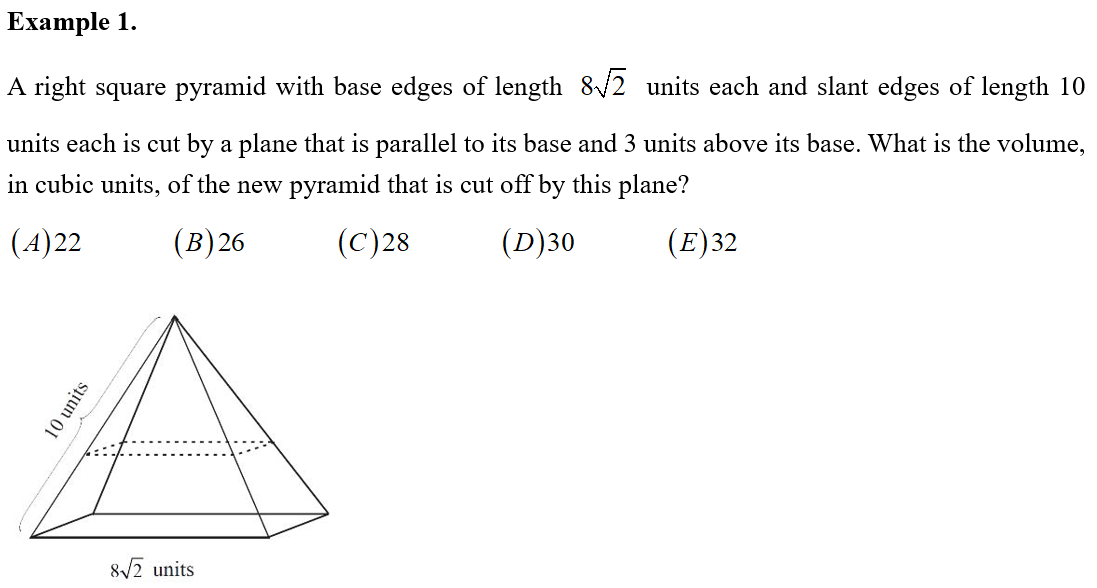 Example 1.
A right square pyramid with base edges of length 8√2 units each and slant edges of length 10
units each is cut by a plane that is parallel to its base and 3 units above its base. What is the volume,
in cubic units, of the new pyramid that is cut off by this plane?
(A)22 (B)26 (C)28 (D)30 (E)32
10 units
8√2 units